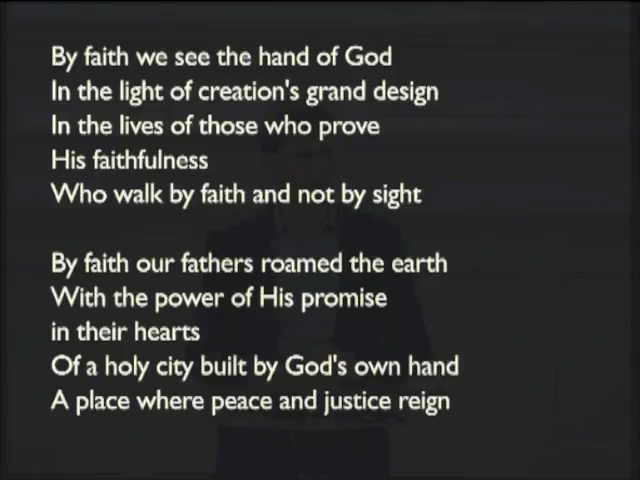 By faith we see the hand of God
In the light of creation's grand design
In the lives of those who prove
His faithfulness
Who walk by faith and not by sight
By faith our fathers roamed the earth
With the power of His promise
in their hearts
Of a holy city built by God's own hand
A place where peace and justice reign